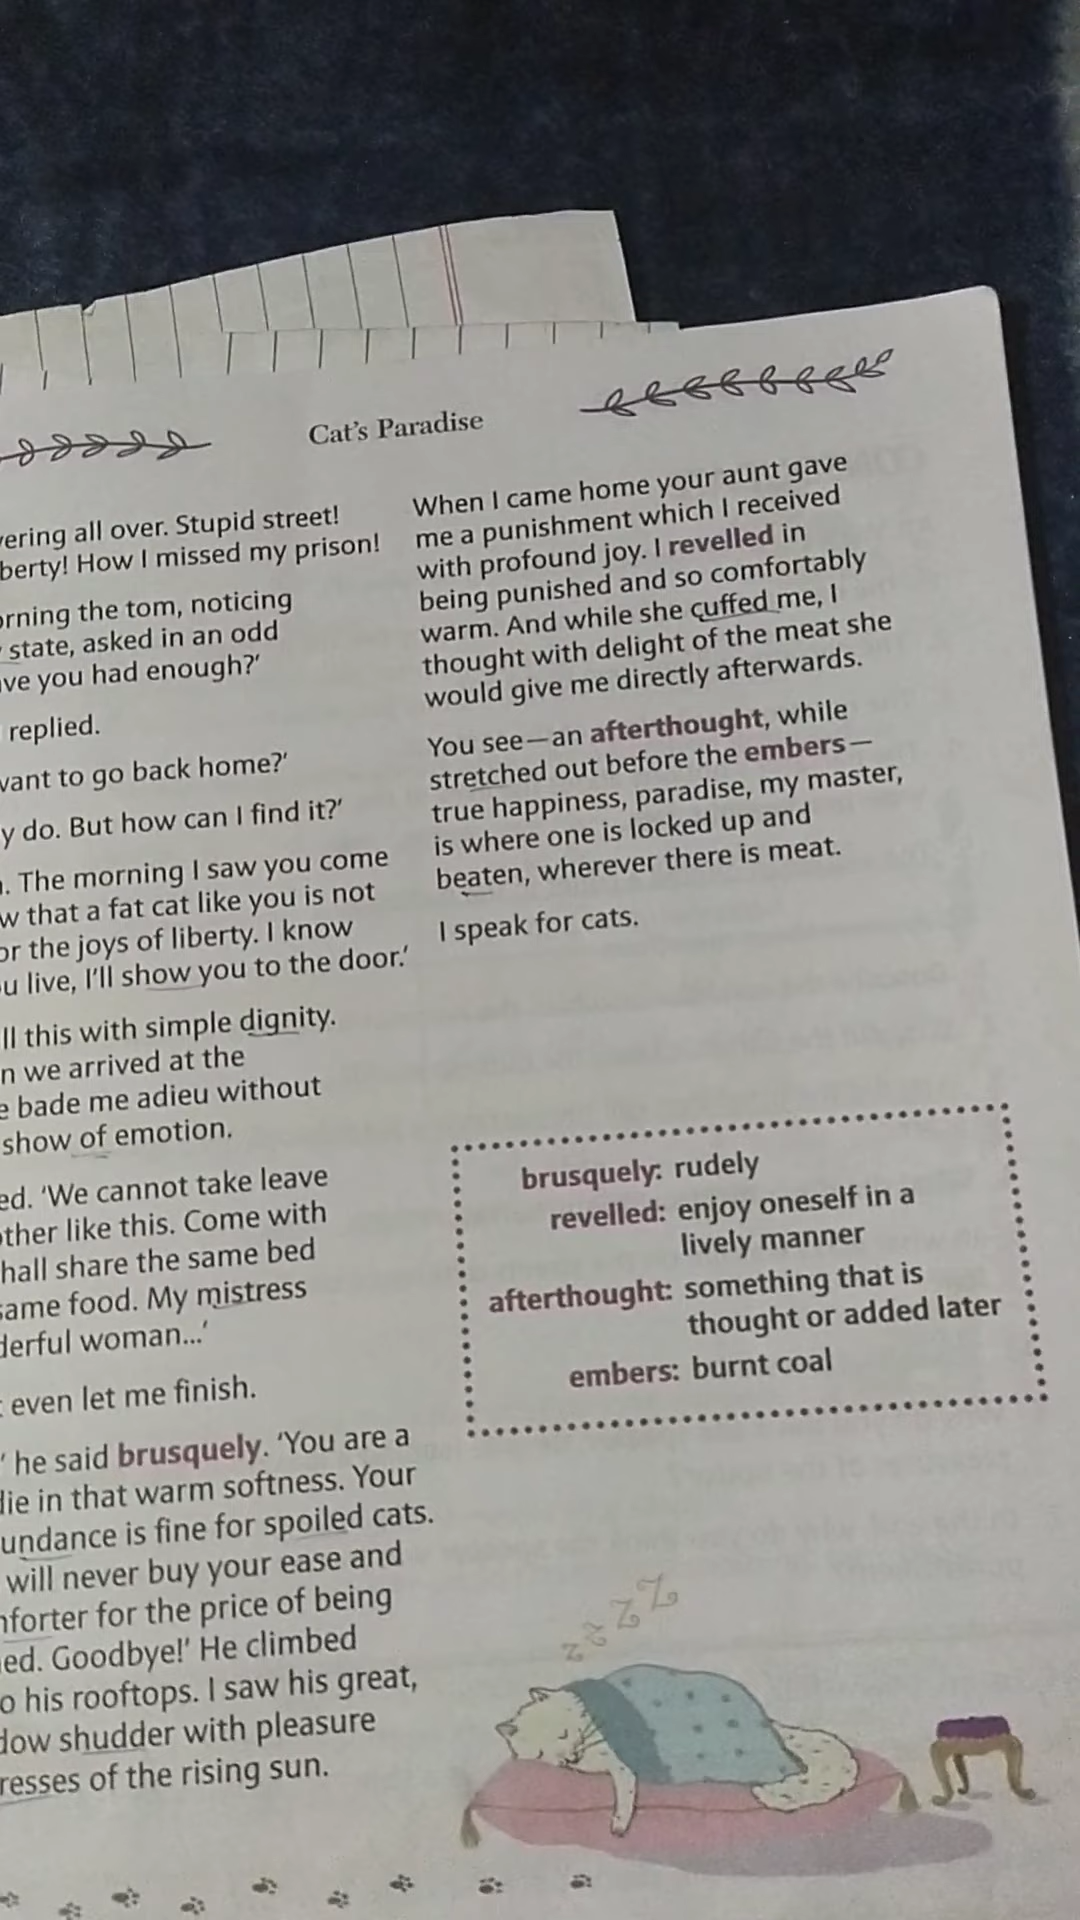 Cat's Paradise
vering all over. Stupid street!
berty! How I missed my prison!
orning the tom, noticing
state, asked in an odd
ve you had enough?'
replied.
want to go back home?'
y do. But how can I find it?'
. The morning I saw you come
w that a fat cat like you is not
or the joys of liberty. I know
u live, I'll show you to the door.'
ll this with simple dignity.
n we arrived at the
e bade me adieu without
show of emotion.
ed. 'We cannot take leave
other like this. Come with
hall share the same bed
same food. My mistress
derful woman...'
even let me finish.
' he said brusquely. 'You are a
die in that warm softness. Your
undance is fine for spoiled cats.
will never buy your ease and
mforter for the price of being
ed. Goodbye!' He climbed
o his rooftops. I saw his great,
dow shudder with pleasure
resses of the rising sun.
When I came home your aunt gave
me a punishment which I received
with profound joy. I revelled in
being punished and so comfortably
warm. And while she cuffed me, I
thought with delight of the meat she
would give me directly afterwards.
You see—an afterthought, while
stretched out before the embers—
true happiness, paradise, my master,
is where one is locked up and
beaten, wherever there is meat.
I speak for cats.
brusquely: rudely
revelled: enjoy oneself in a
lively manner
afterthought: something that is
thought or added later
embers: burnt coal
z z Z Z